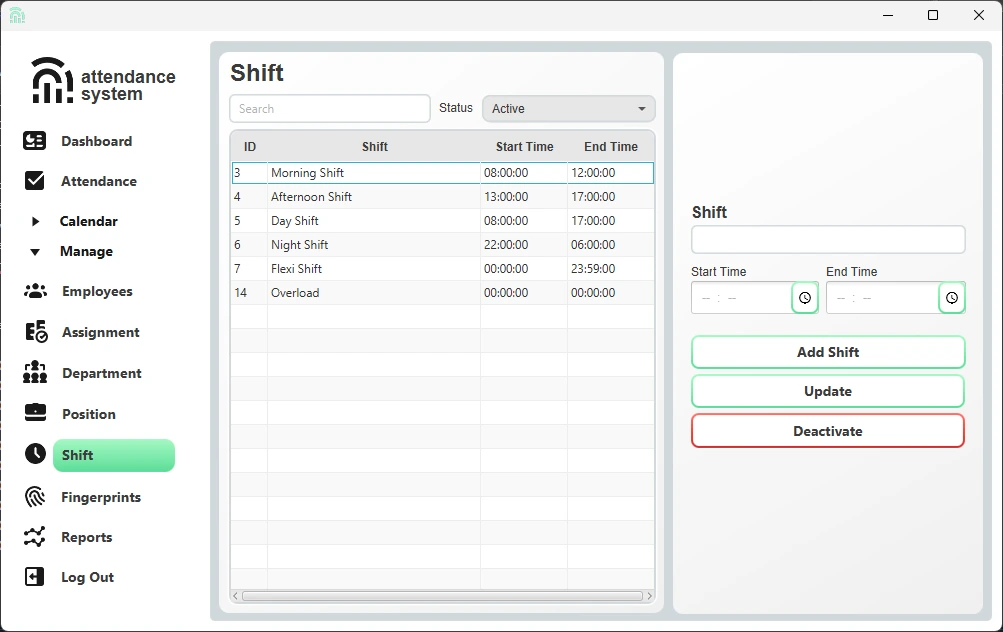 attendance
system
Dashboard
Attendance
Calendar
Manage
Employees
Assignment
Department
Position
Shift
Fingerprints
Reports
Log Out
Shift
Search
Status
Active
ID Shift Start Time End Time
3 Morning Shift 08:00:00 12:00:00
4 Afternoon Shift 13:00:00 17:00:00
5 Day Shift 08:00:00 17:00:00
6 Night Shift 22:00:00 06:00:00
7 Flexi Shift 00:00:00 23:59:00
14 Overload 00:00:00 00:00:00
Shift
Start Time End Time
-- : -- -- : --
Add Shift
Update
Deactivate